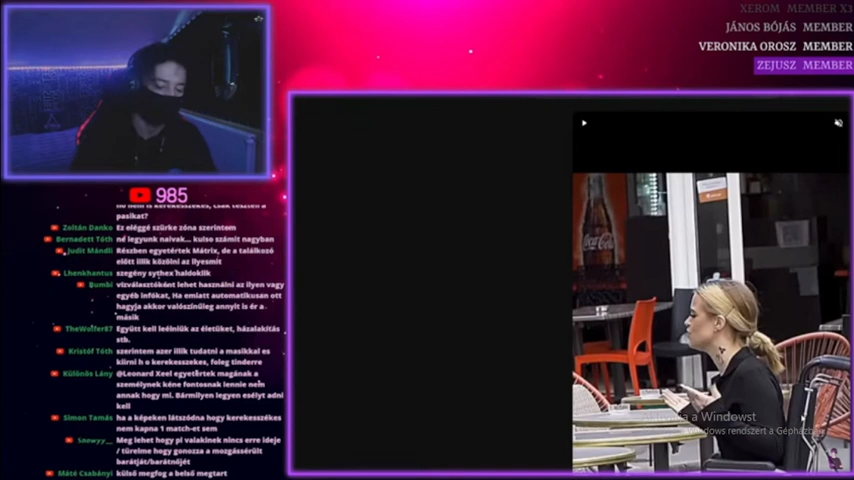 XEROM MEMBER X3
JÁNOS BÓJÁS MEMBER
VERONIKA OROSZ MEMBER
ZEJUSZ MEMBER
985
pasikat?
Zoltán Danko Ez eléggé szürke zóna szerintem
Bernadett Tóth né legyunk naivak... kulso számit nagyban
Judit Mándli Részben egyetértek Mátrix, de a találkozó
előtt illik közölni az ilyesmit
Lhenkhantus szegény sythex haldoklik
Bumbi vízválasztóként lehet használni az ilyen vagy
egyéb infókat, Ha emiatt automatikusan ott
hagyja akkor valószínűleg annyit is ér a
másik
TheWolfer87 Együtt kell leélniük az életüket, házalakítás
stb.
Kristóf Tóth szerintem azer illik tudatni a masikkal es
kiirni h o kerekesszekes, foleg tinderre
Különös Lány @Leonard Xeel egyetértek magának a
személynek kéne fontosnak lennie nem
annak hogy mi. Bármilyen legyen esélyt adni
kell
Simon Tamás ha a képeken látszódna hogy kerekesszékes
nem kapna 1 match-et sem
Snowyy__ Meg lehet hogy pl valakinek nincs erre ideje
/ türelme hogy gonozza a mozgássérült
barátját/barátnőjét
Máté Csabányi külső megfog a belső megtart
Coca-Cola
a Windowst
rendszert a Gépház